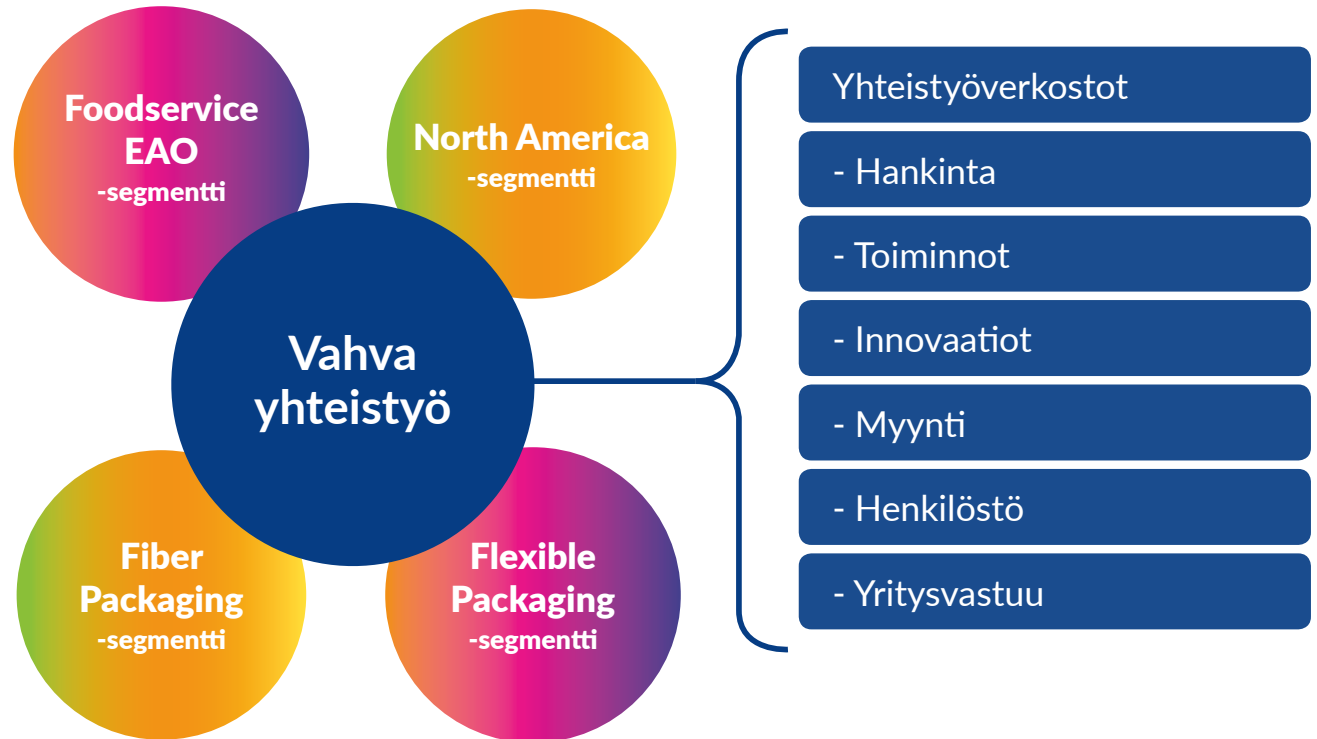 Foodservice
EAO
-segmentti
North America
-segmentti
Vahva
yhteistyö
Fiber
Packaging
-segmentti
Flexible
Packaging
-segmentti
Yhteistyöverkostot
- Hankinta
- Toiminnot
- Innovaatiot
- Myynti
- Henkilöstö
- Yritysvastuu